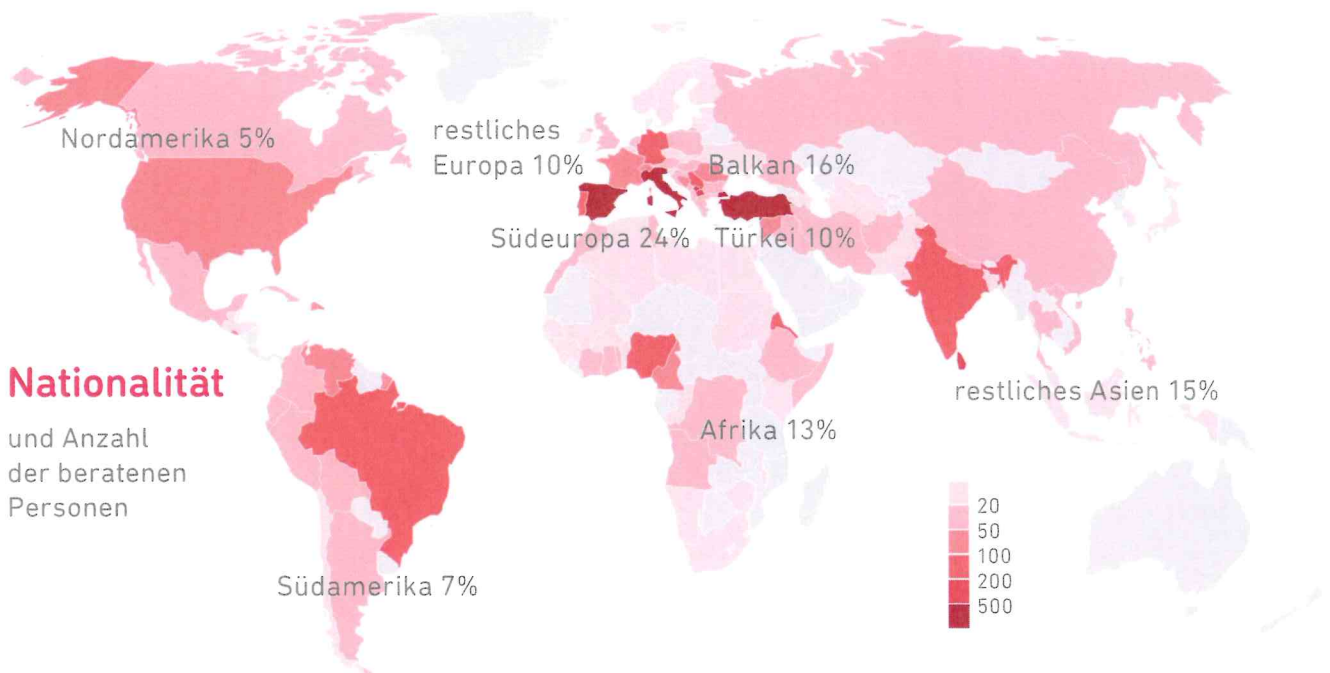 Nordamerika 5%
restliches
Europa 10%
Balkan 16%
Südeuropa 24%
Türkei 10%
Nationalität
und Anzahl
der beratenen
Personen
restliches Asien 15%
Afrika 13%
Südamerika 7%
20
50
100
200
500